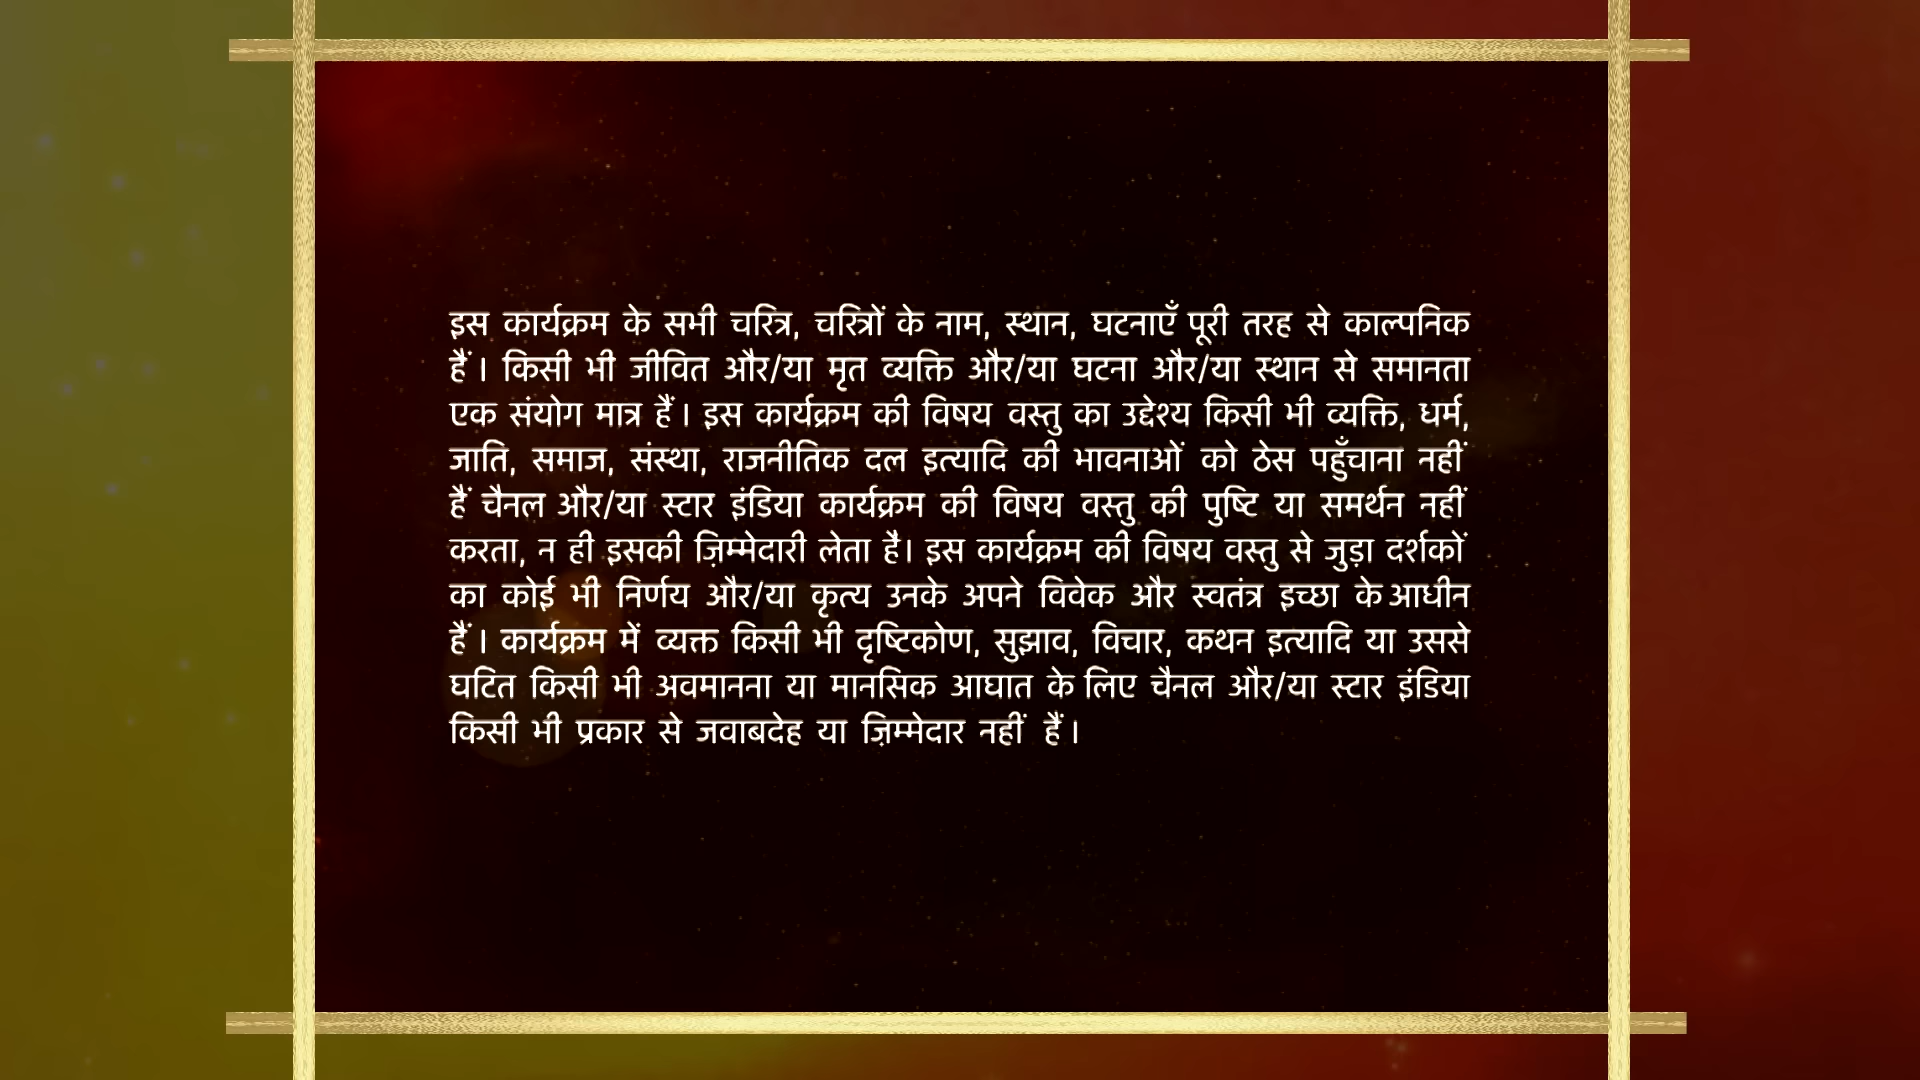 इस कार्यक्रम के सभी चरित्र, चरित्रों के नाम, स्थान, घटनाएँ पूरी तरह से काल्पनिक
हैं । किसी भी जीवित और/या मृत व्यक्ति और/या घटना और/या स्थान से समानता
एक संयोग मात्र हैं । इस कार्यक्रम की विषय वस्तु का उद्देश्य किसी भी व्यक्ति, धर्म,
जाति, समाज, संस्था, राजनीतिक दल इत्यादि की भावनाओं को ठेस पहुँचाना नहीं
हैं चैनल और/या स्टार इंडिया कार्यक्रम की विषय वस्तु की पुष्टि या समर्थन नहीं
करता, न ही इसकी ज़िम्मेदारी लेता है। इस कार्यक्रम की विषय वस्तु से जुड़ा दर्शकों
का कोई भी निर्णय और/या कृत्य उनके अपने विवेक और स्वतंत्र इच्छा के आधीन
हैं । कार्यक्रम में व्यक्त किसी भी दृष्टिकोण, सुझाव, विचार, कथन इत्यादि या उससे
घटित किसी भी अवमानना या मानसिक आघात के लिए चैनल और/या स्टार इंडिया
किसी भी प्रकार से जवाबदेह या ज़िम्मेदार नहीं हैं ।